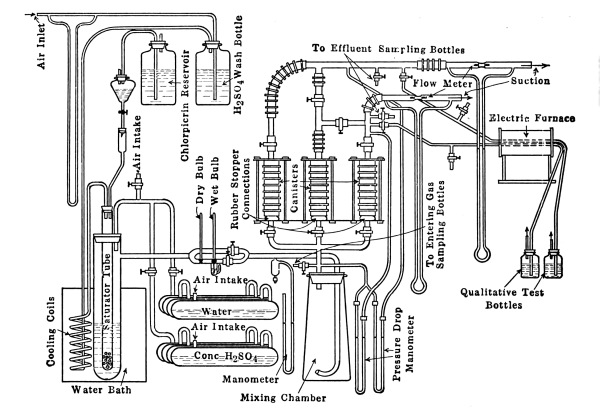 Air Inlet
Chlorpicrin Reservoir
H₂SO₄ Wash Bottle
To Effluent Sampling Bottles
Flow Meter
Suction
Electric Furnace
Air Intake
Dry Bulb
Wet Bulb
Rubber Stopper
Connections
Canisters
To Entering Gas
Sampling Bottles
Saturator Tube
Cooling Coils
Water Bath
Air Intake
Water
Air Intake
Conc H₂SO₄
Manometer
Mixing Chamber
Pressure Drop
Manometer
Qualitative Test
Bottles